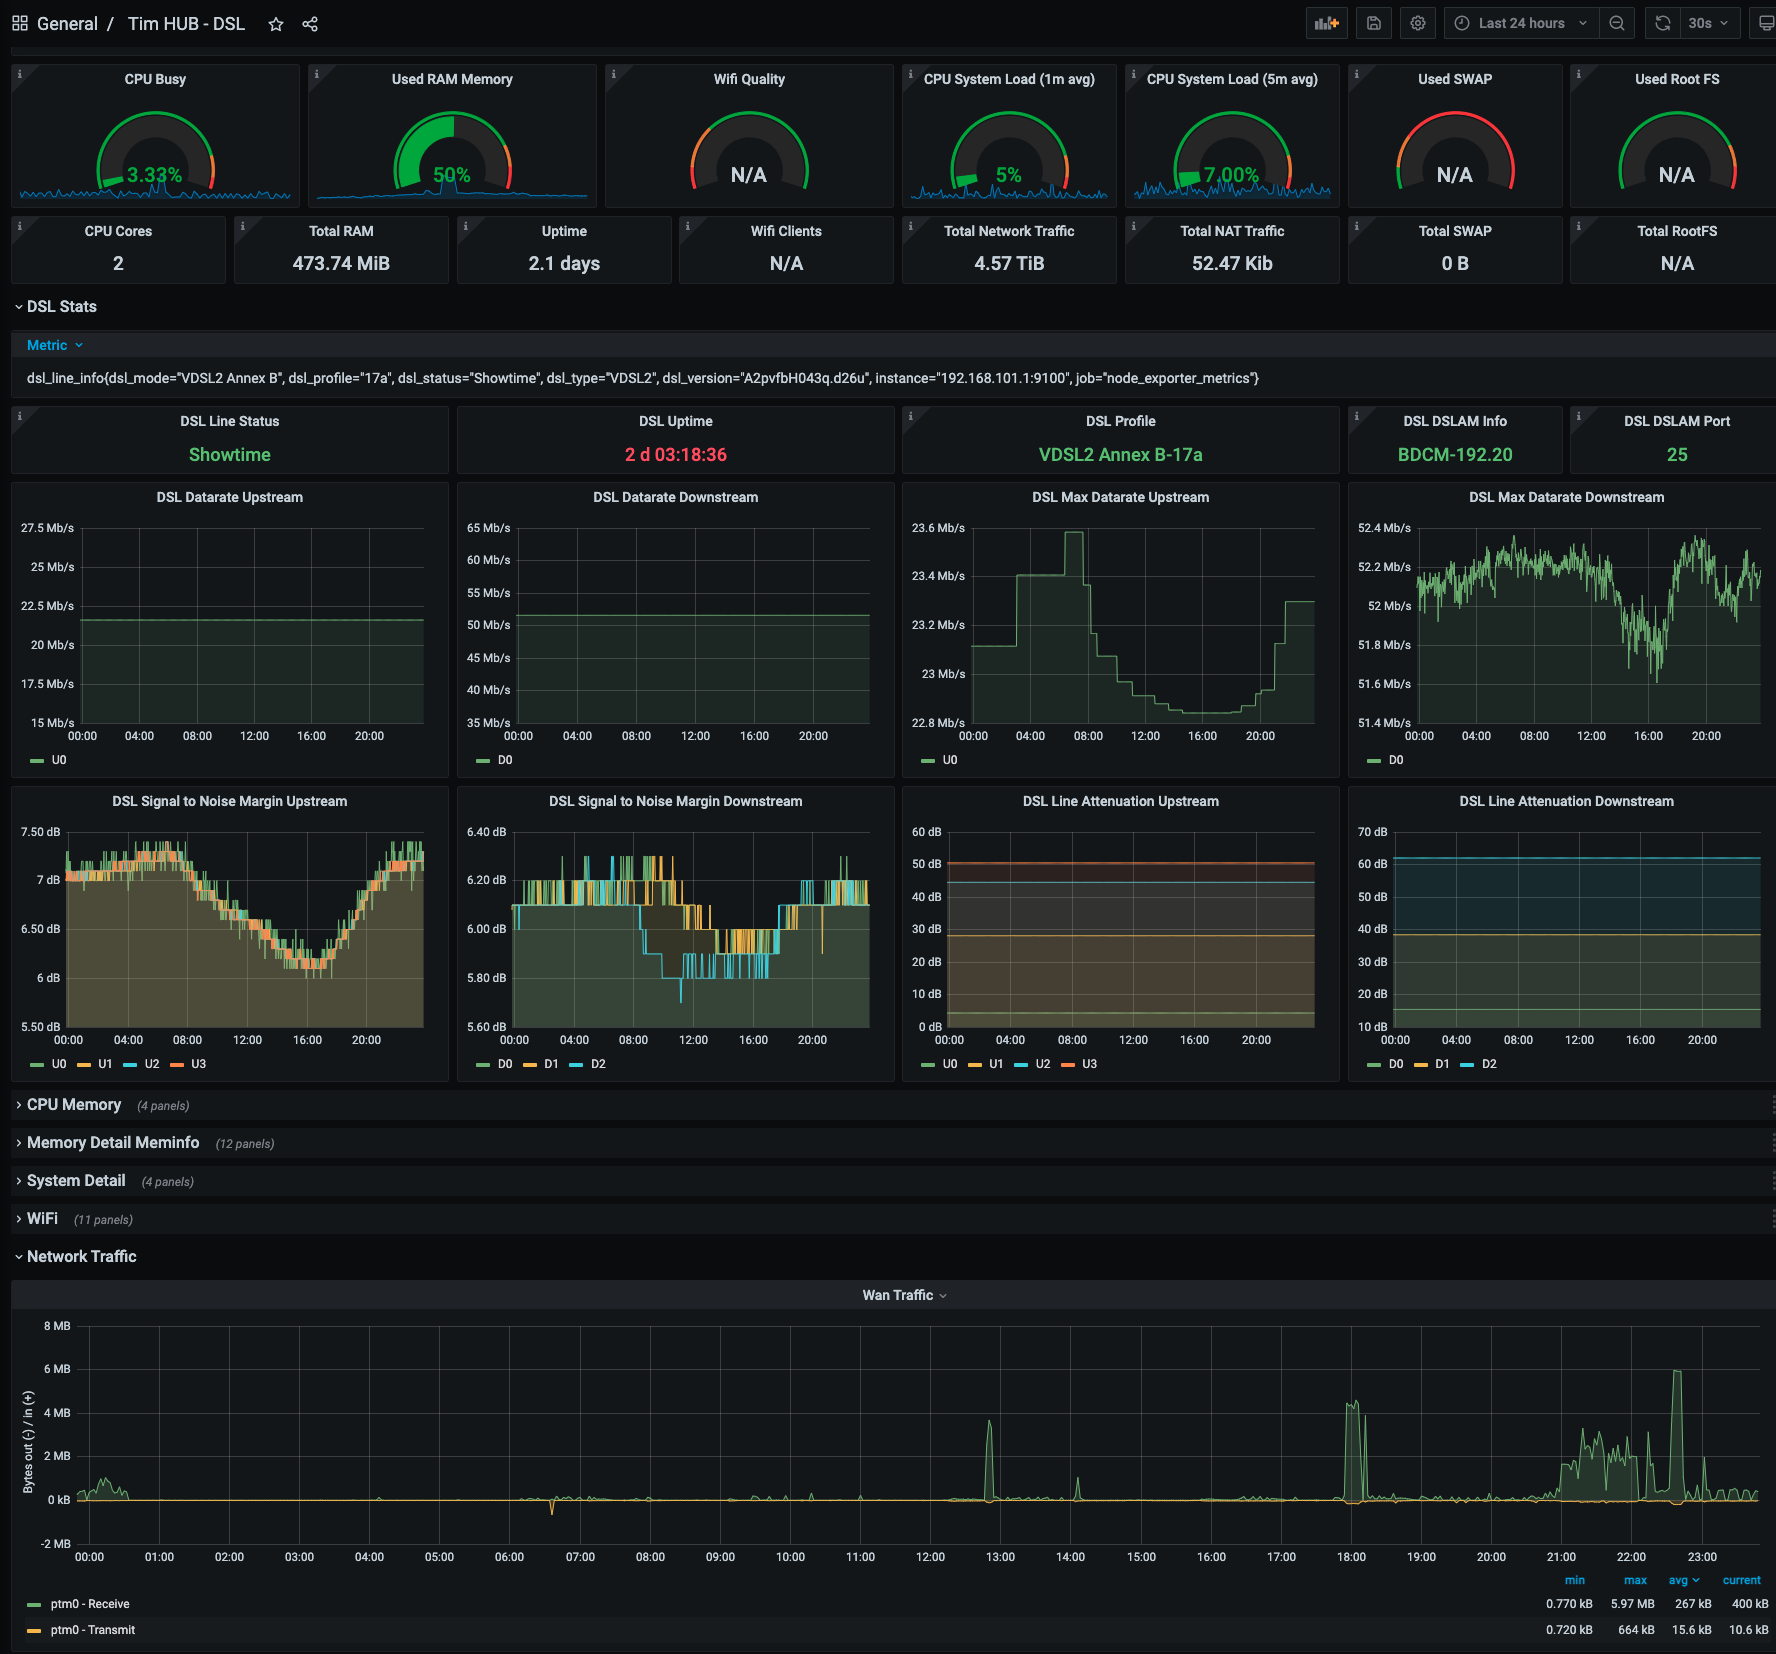 General / Tim HUB - DSL
Last 24 hours
30s
CPU Busy
3.33%
Used RAM Memory
50%
Wifi Quality
N/A
CPU System Load (1m avg)
5%
CPU System Load (5m avg)
7.00%
Used SWAP
N/A
Used Root FS
N/A
CPU Cores
2
Total RAM
473.74 MiB
Uptime
2.1 days
Wifi Clients
N/A
Total Network Traffic
4.57 TiB
Total NAT Traffic
52.47 Kib
Total SWAP
0 B
Total RootFS
N/A
DSL Stats
Metric
dsl_line_info{dsl_mode="VDSL2 Annex B", dsl_profile="17a", dsl_status="Showtime", dsl_type="VDSL2", dsl_version="A2pvfbH043q.d26u", instance="192.168.101.1:9100", job="node_exporter_metrics"}
DSL Line Status
Showtime
DSL Uptime
2 d 03:18:36
DSL Profile
VDSL2 Annex B-17a
DSL DSLAM Info
BDCM-192.20
DSL DSLAM Port
25
DSL Datarate Upstream
27.5 Mb/s
25 Mb/s
22.5 Mb/s
20 Mb/s
17.5 Mb/s
15 Mb/s
00:00 04:00 08:00 12:00 16:00 20:00
U0
DSL Datarate Downstream
65 Mb/s
60 Mb/s
55 Mb/s
50 Mb/s
45 Mb/s
40 Mb/s
35 Mb/s
00:00 04:00 08:00 12:00 16:00 20:00
D0
DSL Max Datarate Upstream
23.6 Mb/s
23.4 Mb/s
23.2 Mb/s
23 Mb/s
22.8 Mb/s
00:00 04:00 08:00 12:00 16:00 20:00
U0
DSL Max Datarate Downstream
52.4 Mb/s
52.2 Mb/s
52 Mb/s
51.8 Mb/s
51.6 Mb/s
51.4 Mb/s
00:00 04:00 08:00 12:00 16:00 20:00
D0
DSL Signal to Noise Margin Upstream
7.50 dB
7 dB
6.50 dB
6 dB
5.50 dB
00:00 04:00 08:00 12:00 16:00 20:00
U0 U1 U2 U3
DSL Signal to Noise Margin Downstream
6.40 dB
6.20 dB
6.00 dB
5.80 dB
5.60 dB
00:00 04:00 08:00 12:00 16:00 20:00
D0 D1 D2
DSL Line Attenuation Upstream
60 dB
50 dB
40 dB
30 dB
20 dB
10 dB
0 dB
00:00 04:00 08:00 12:00 16:00 20:00
U0 U1 U2 U3
DSL Line Attenuation Downstream
70 dB
60 dB
50 dB
40 dB
30 dB
20 dB
10 dB
00:00 04:00 08:00 12:00 16:00 20:00
D0 D1 D2
CPU Memory (4 panels)
Memory Detail Meminfo (12 panels)
System Detail (4 panels)
WiFi (11 panels)
Network Traffic
Wan Traffic
Bytes out (-) / in (+)
8 MB
6 MB
4 MB
2 MB
0 kB
-2 MB
00:00 01:00 02:00 03:00 04:00 05:00 06:00 07:00 08:00 09:00 10:00 11:00 12:00 13:00 14:00 15:00 16:00 17:00 18:00 19:00 20:00 21:00 22:00 23:00
min max avg current
ptm0 - Receive 0.770 kB 5.97 MB 267 kB 400 kB
ptm0 - Transmit 0.720 kB 664 kB 15.6 kB 10.6 kB